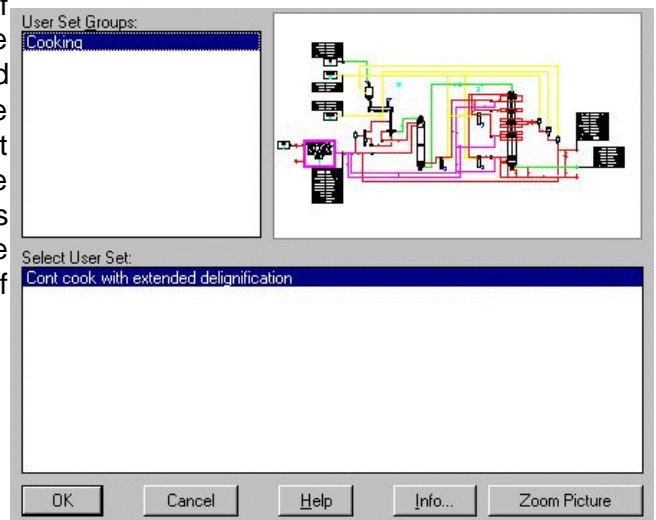 f
User Set Groups:
e
Cooking
d
e
t
e
s
e
Select User Set:
f
Cont cook with extended delignification
OK Cancel Help Info... Zoom Picture